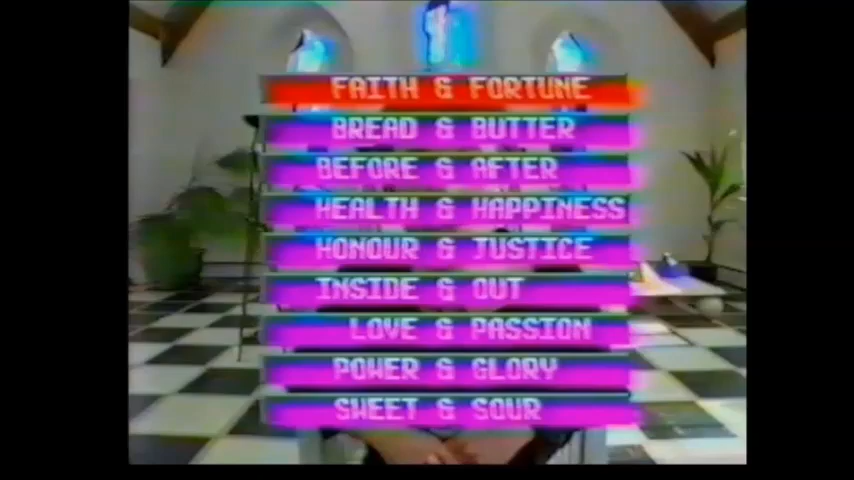 FAITH & FORTUNE
BREAD & BUTTER
BEFORE & AFTER
HEALTH & HAPPINESS
HONOUR & JUSTICE
INSIDE & OUT
LOVE & PASSION
POWER & GLORY
SWEET & SOUR